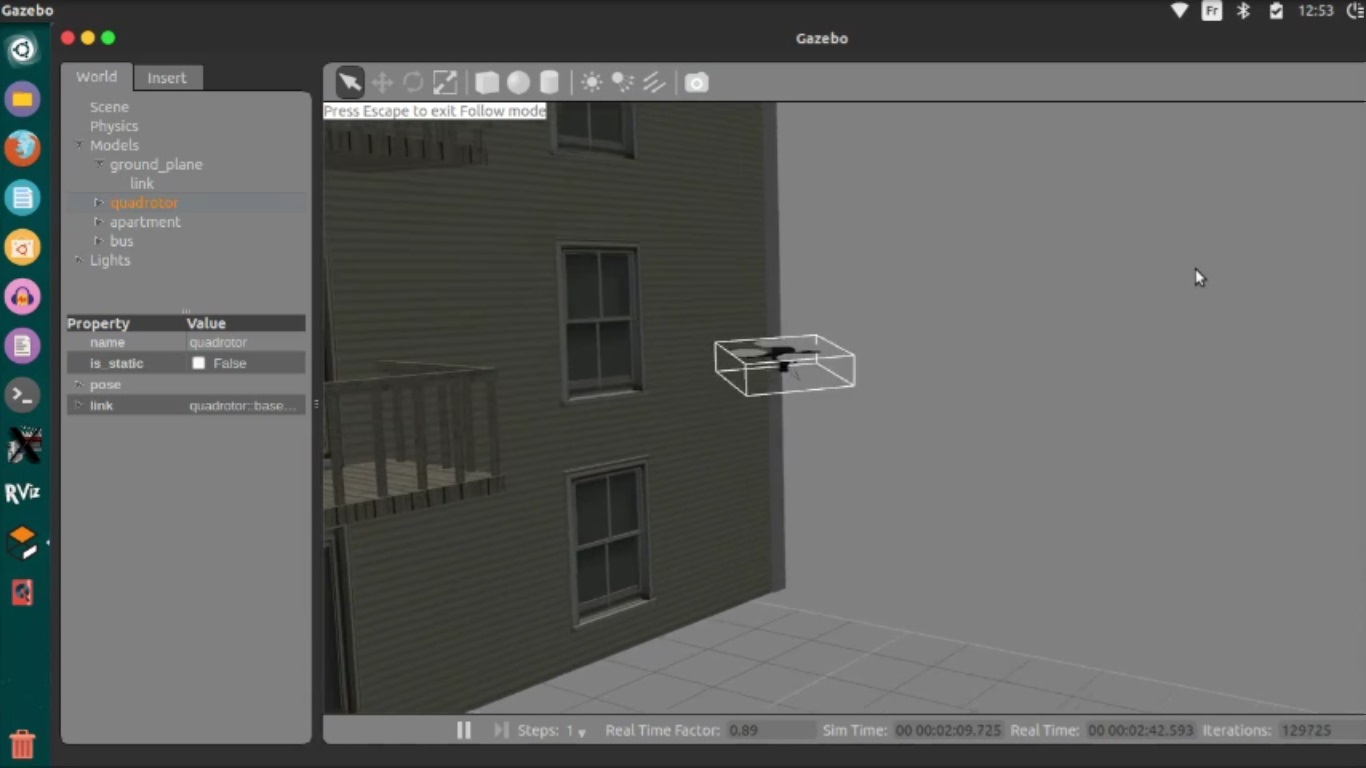 Gazebo
Fr
12:53
Gazebo
World
Insert
Scene
Physics
Models
ground_plane
link
quadrotor
apartment
bus
Lights
Property Value
name quadrotor
is_static False
pose
link quadrotor::base...
Press Escape to exit Follow mode
RViz
Steps: 1 Real Time Factor: 0.89 Sim Time: 00 00:02:09.725 Real Time: 00 00:02:42.593 Iterations: 129725